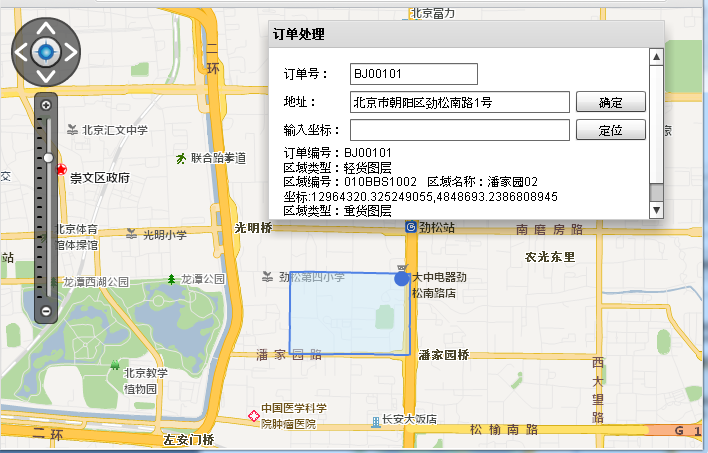 北京富力
订单处理
订单号：
BJ00101
地址：
北京市朝阳区劲松南路1号
确定
输入坐标：
定位
订单编号：BJ00101
区域类型：轻货图层
区域编号：010BBS1002 区域名称：潘家园02
坐标:12964320.325249055,4848693.2386808945
区域类型：重货图层
二环
北京汇文中学
联合跆拳道
交
崇文区政府
北京体育
馆体操馆
光明小学
光明桥
劲松站
南磨房路
站
农光东里
龙潭西湖公园
龙潭公园
劲松第四小学
大中电器劲
松南路店
潘家园路
潘家园桥
北京教学
植物园
西大望路
中国医学科学
院肿瘤医院
长安大饭店
二环
左安门桥
松榆南路
G1